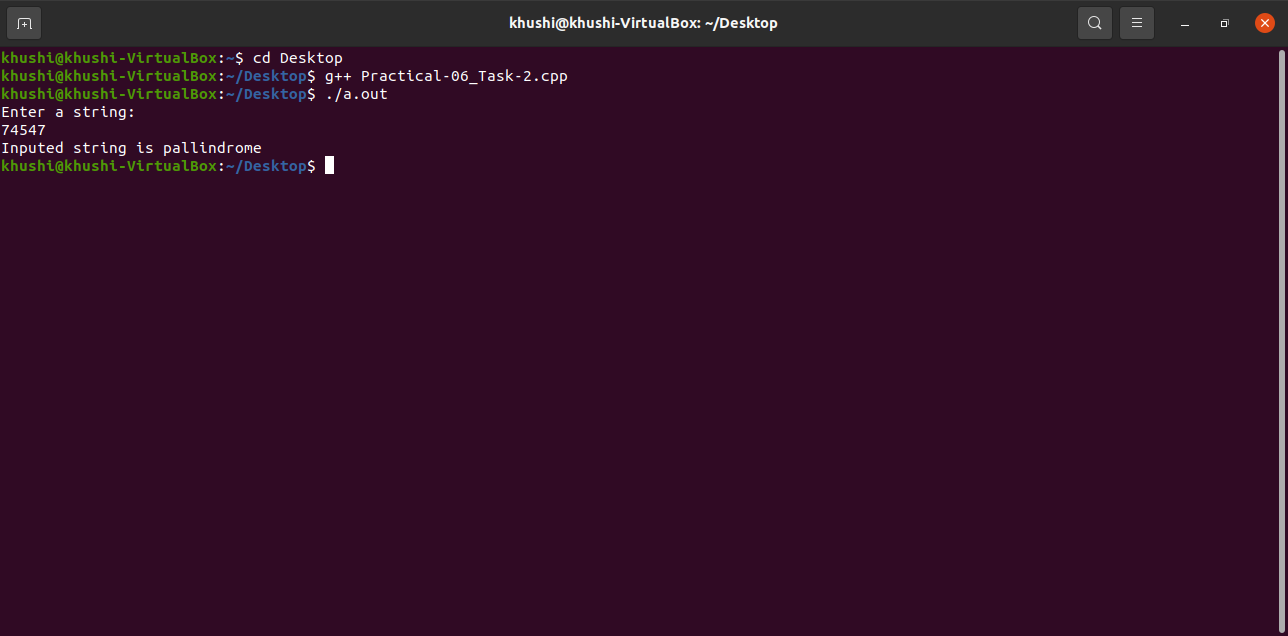 khushi@khushi-VirtualBox: ~/Desktop
khushi@khushi-VirtualBox:~$ cd Desktop
khushi@khushi-VirtualBox:~/Desktop$ g++ Practical-06_Task-2.cpp
khushi@khushi-VirtualBox:~/Desktop$ ./a.out
Enter a string:
74547
Inputed string is pallindrome
khushi@khushi-VirtualBox:~/Desktop$